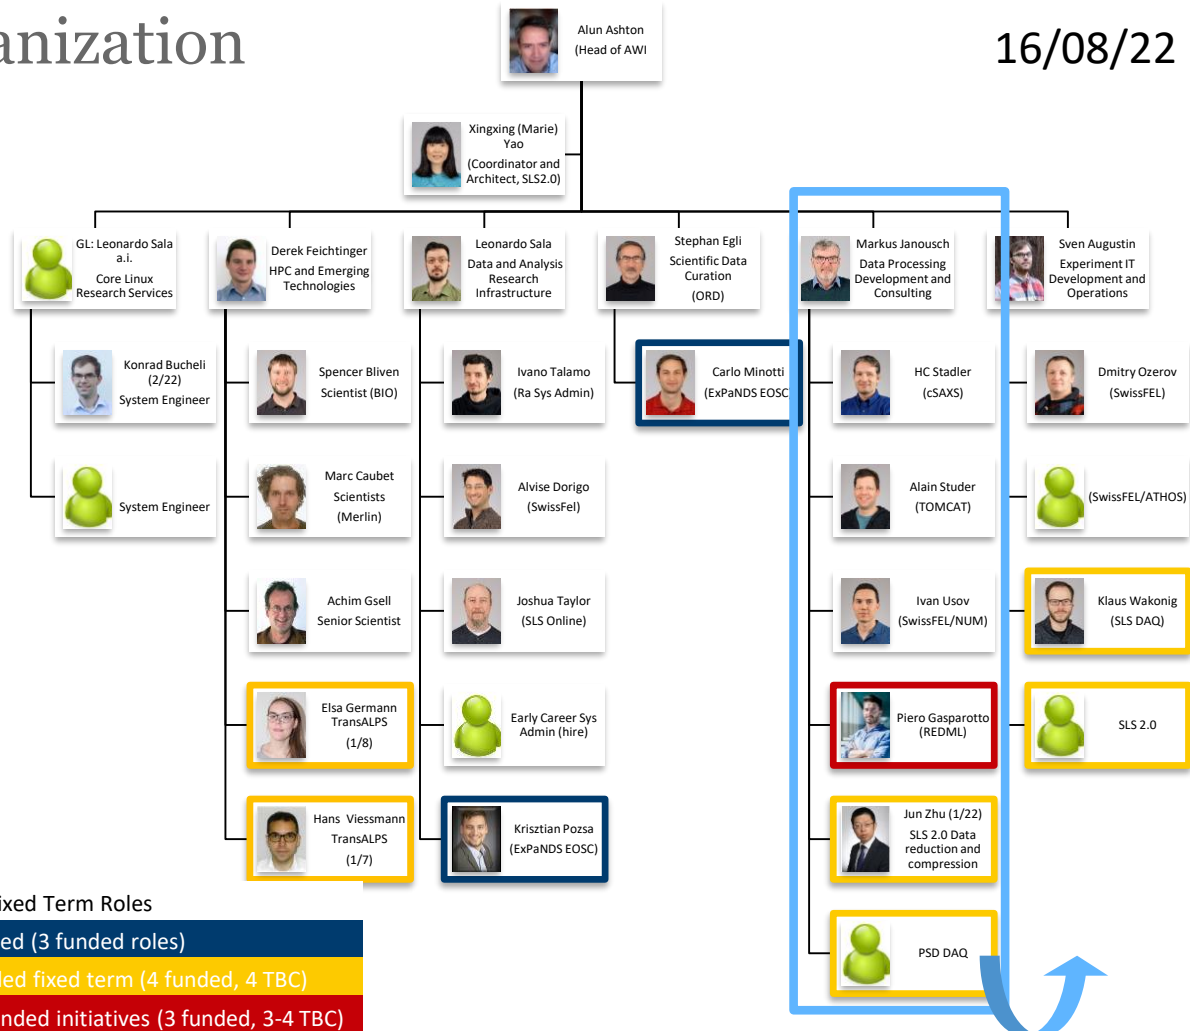 anization
16/08/22
Alun Ashton
(Head of AWI
Xingxing (Marie)
Yao
(Coordinator and
Architect, SLS2.0)
GL: Leonardo Sala
a.i.
Core Linux
Research Services
Derek Feichtinger
HPC and Emerging
Technologies
Leonardo Sala
Data and Analysis
Research
Infrastructure
Stephan Egli
Scientific Data
Curation
(ORD)
Markus Janousch
Data Processing
Development and
Consulting
Sven Augustin
Experiment IT
Development and
Operations
Konrad Bucheli
(2/22)
System Engineer
Spencer Bliven
Scientist (BIO)
Ivano Talamo
(Ra Sys Admin)
Carlo Minotti
(ExPaNDS EOSC)
HC Stadler
(cSAXS)
Dmitry Ozerov
(SwissFEL)
System Engineer
Marc Caubet
Scientists
(Merlin)
Alvise Dorigo
(SwissFel)
Alain Studer
(TOMCAT)
(SwissFEL/ATHOS)
Achim Gsell
Senior Scientist
Joshua Taylor
(SLS Online)
Ivan Usov
(SwissFEL/NUM)
Klaus Wakonig
(SLS DAQ)
Elsa Germann
TransALPS
(1/8)
Early Career Sys
Admin (hire)
Piero Gasparotto
(REDML)
SLS 2.0
Hans Viessmann
TransALPS
(1/7)
Krisztian Pozsa
(ExPaNDS EOSC)
Jun Zhu (1/22)
SLS 2.0 Data
reduction and
compression
PSD DAQ
ixed Term Roles
ed (3 funded roles)
led fixed term (4 funded, 4 TBC)
nded initiatives (3 funded, 3-4 TBC)